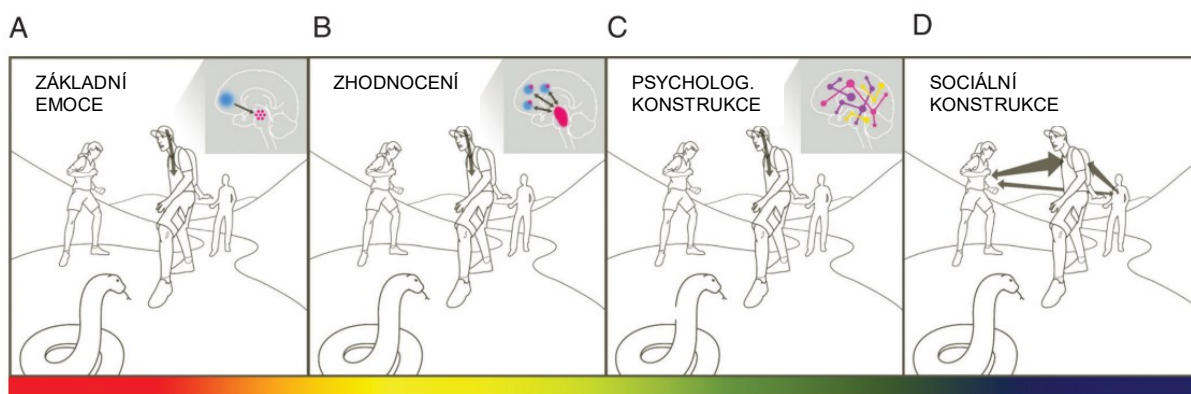 A
B
C
D
ZÁKLADNÍ
EMOCE
ZHODNOCENÍ
PSYCHOLOG.
KONSTRUKCE
SOCIÁLNÍ
KONSTRUKCE